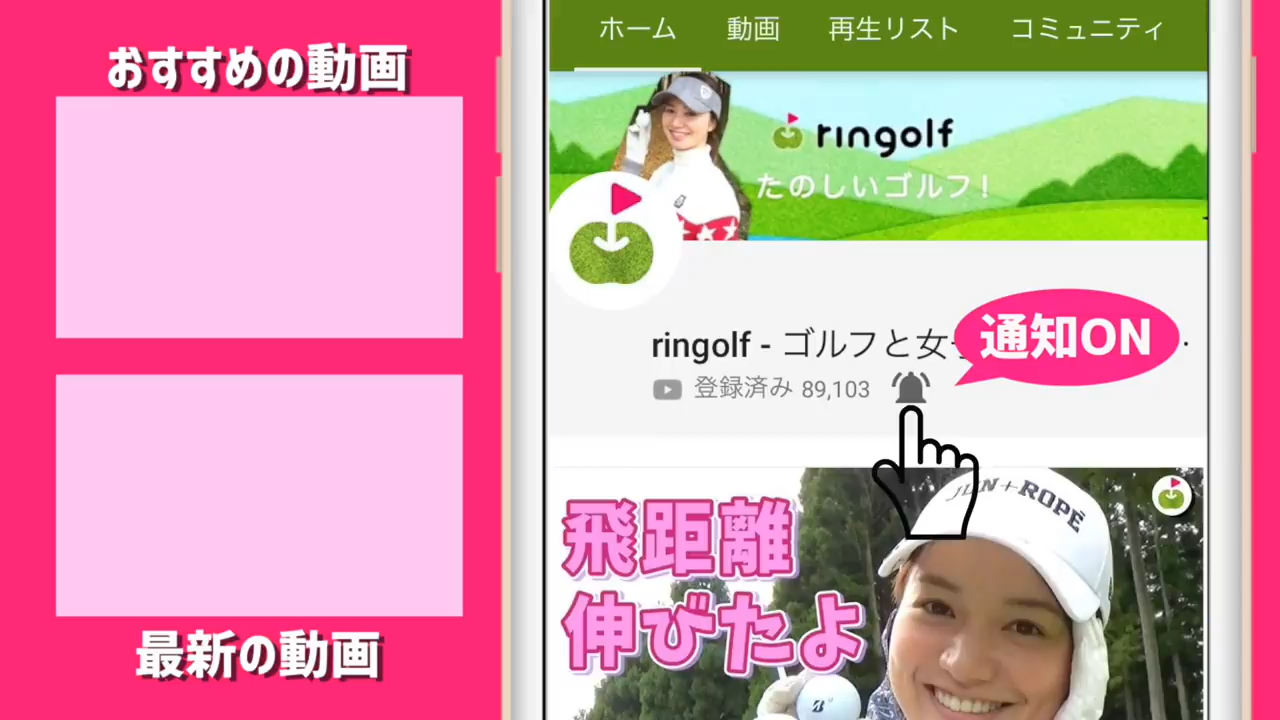 おすすめの動画
最新の動画
ホーム 動画 再生リスト コミュニティ
ringolf
たのしいゴルフ!
ringolf - ゴルフと女
通知ON
登録済み 89,103
飛距離
伸びたよ
JUN+ROPÉ
B